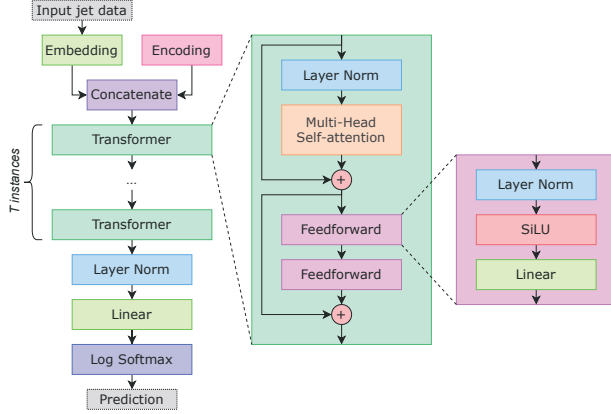 Input jet data
Embedding
Encoding
Concatenate
Transformer
...
Transformer
T instances
Layer Norm
Linear
Log Softmax
Prediction
Layer Norm
Multi-Head
Self-attention
+
Feedforward
Feedforward
+
Layer Norm
SiLU
Linear